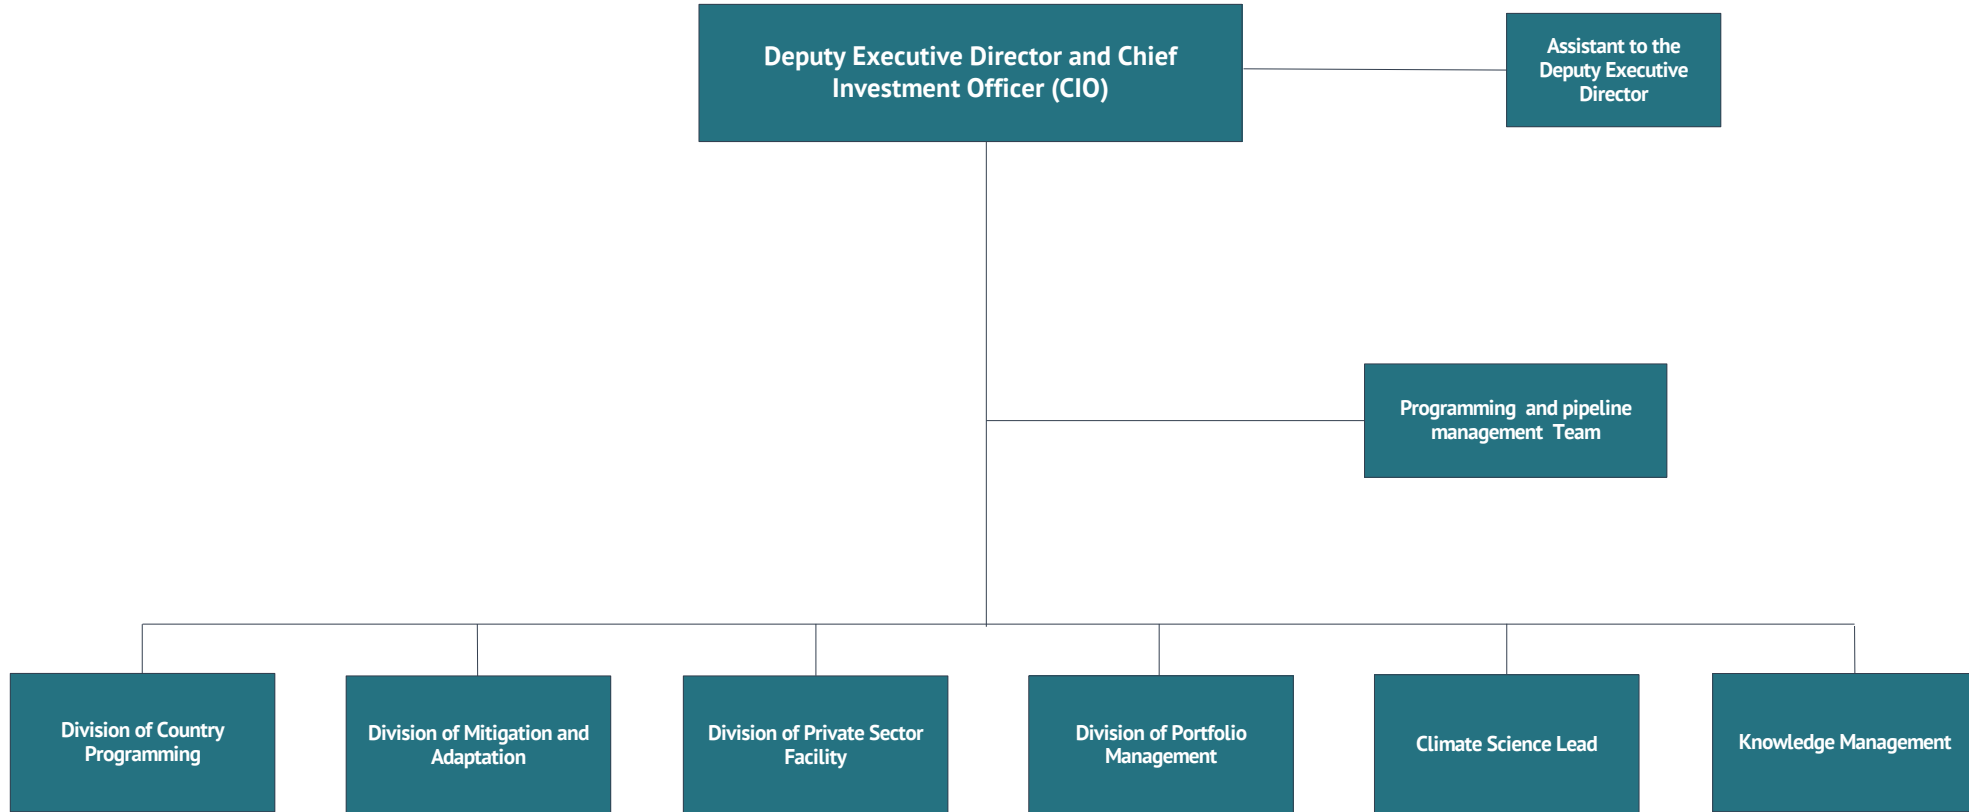 Deputy Executive Director and Chief
Investment Officer (CIO)
Assistant to the
Deputy Executive
Director
Programming and pipeline
management Team
Division of Country
Programming
Division of Mitigation and
Adaptation
Division of Private Sector
Facility
Division of Portfolio
Management
Climate Science Lead
Knowledge Management